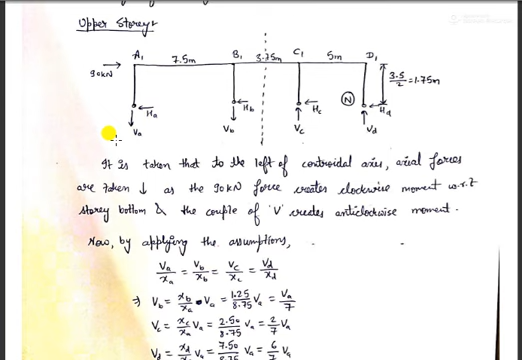 Upper Storey:
A₁ 7.5m B₁ 3.75m C₁ 5m D₁
90KN
3.5/2 = 1.75m
Ha Hb Hc N Hd
Va Vb Vc Vd
It is taken that to the left of centroidal axis, axial forces
are taken ↓ as the 90KN force creates clockwise moment w.r.t
storey bottom & the couple of 'V' creates anticlockwise moment.
Now, by applying the assumptions,
Va/xa = Vb/xb = Vc/xc = Vd/xd
⇒ Vb = xb/xa Va = 1.25/8.75 Va = Va/7
Vc = xc/xa Va = 2.50/8.75 Va = 2/7 Va
Vd = xd/xa Va = 7.50/8.75 Va = 6/7 Va